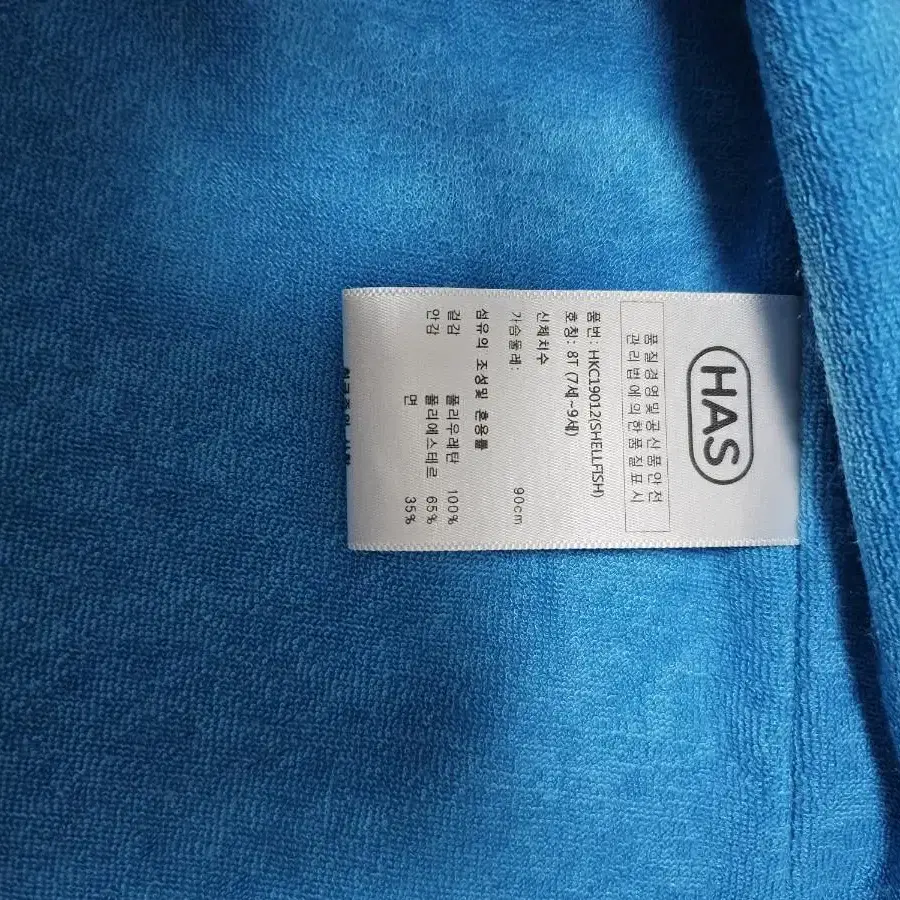 HAS
품질경영및공산품안전
관리법에의한품질표시
품번: HKC19012(SHELLFISH)
호칭: 8T (7세~9세)
신체치수
가슴둘레: 90cm
섬유의 조성및 혼용률
겉감 폴리우레탄 100%
안감 폴리에스테르 65%
면 35%